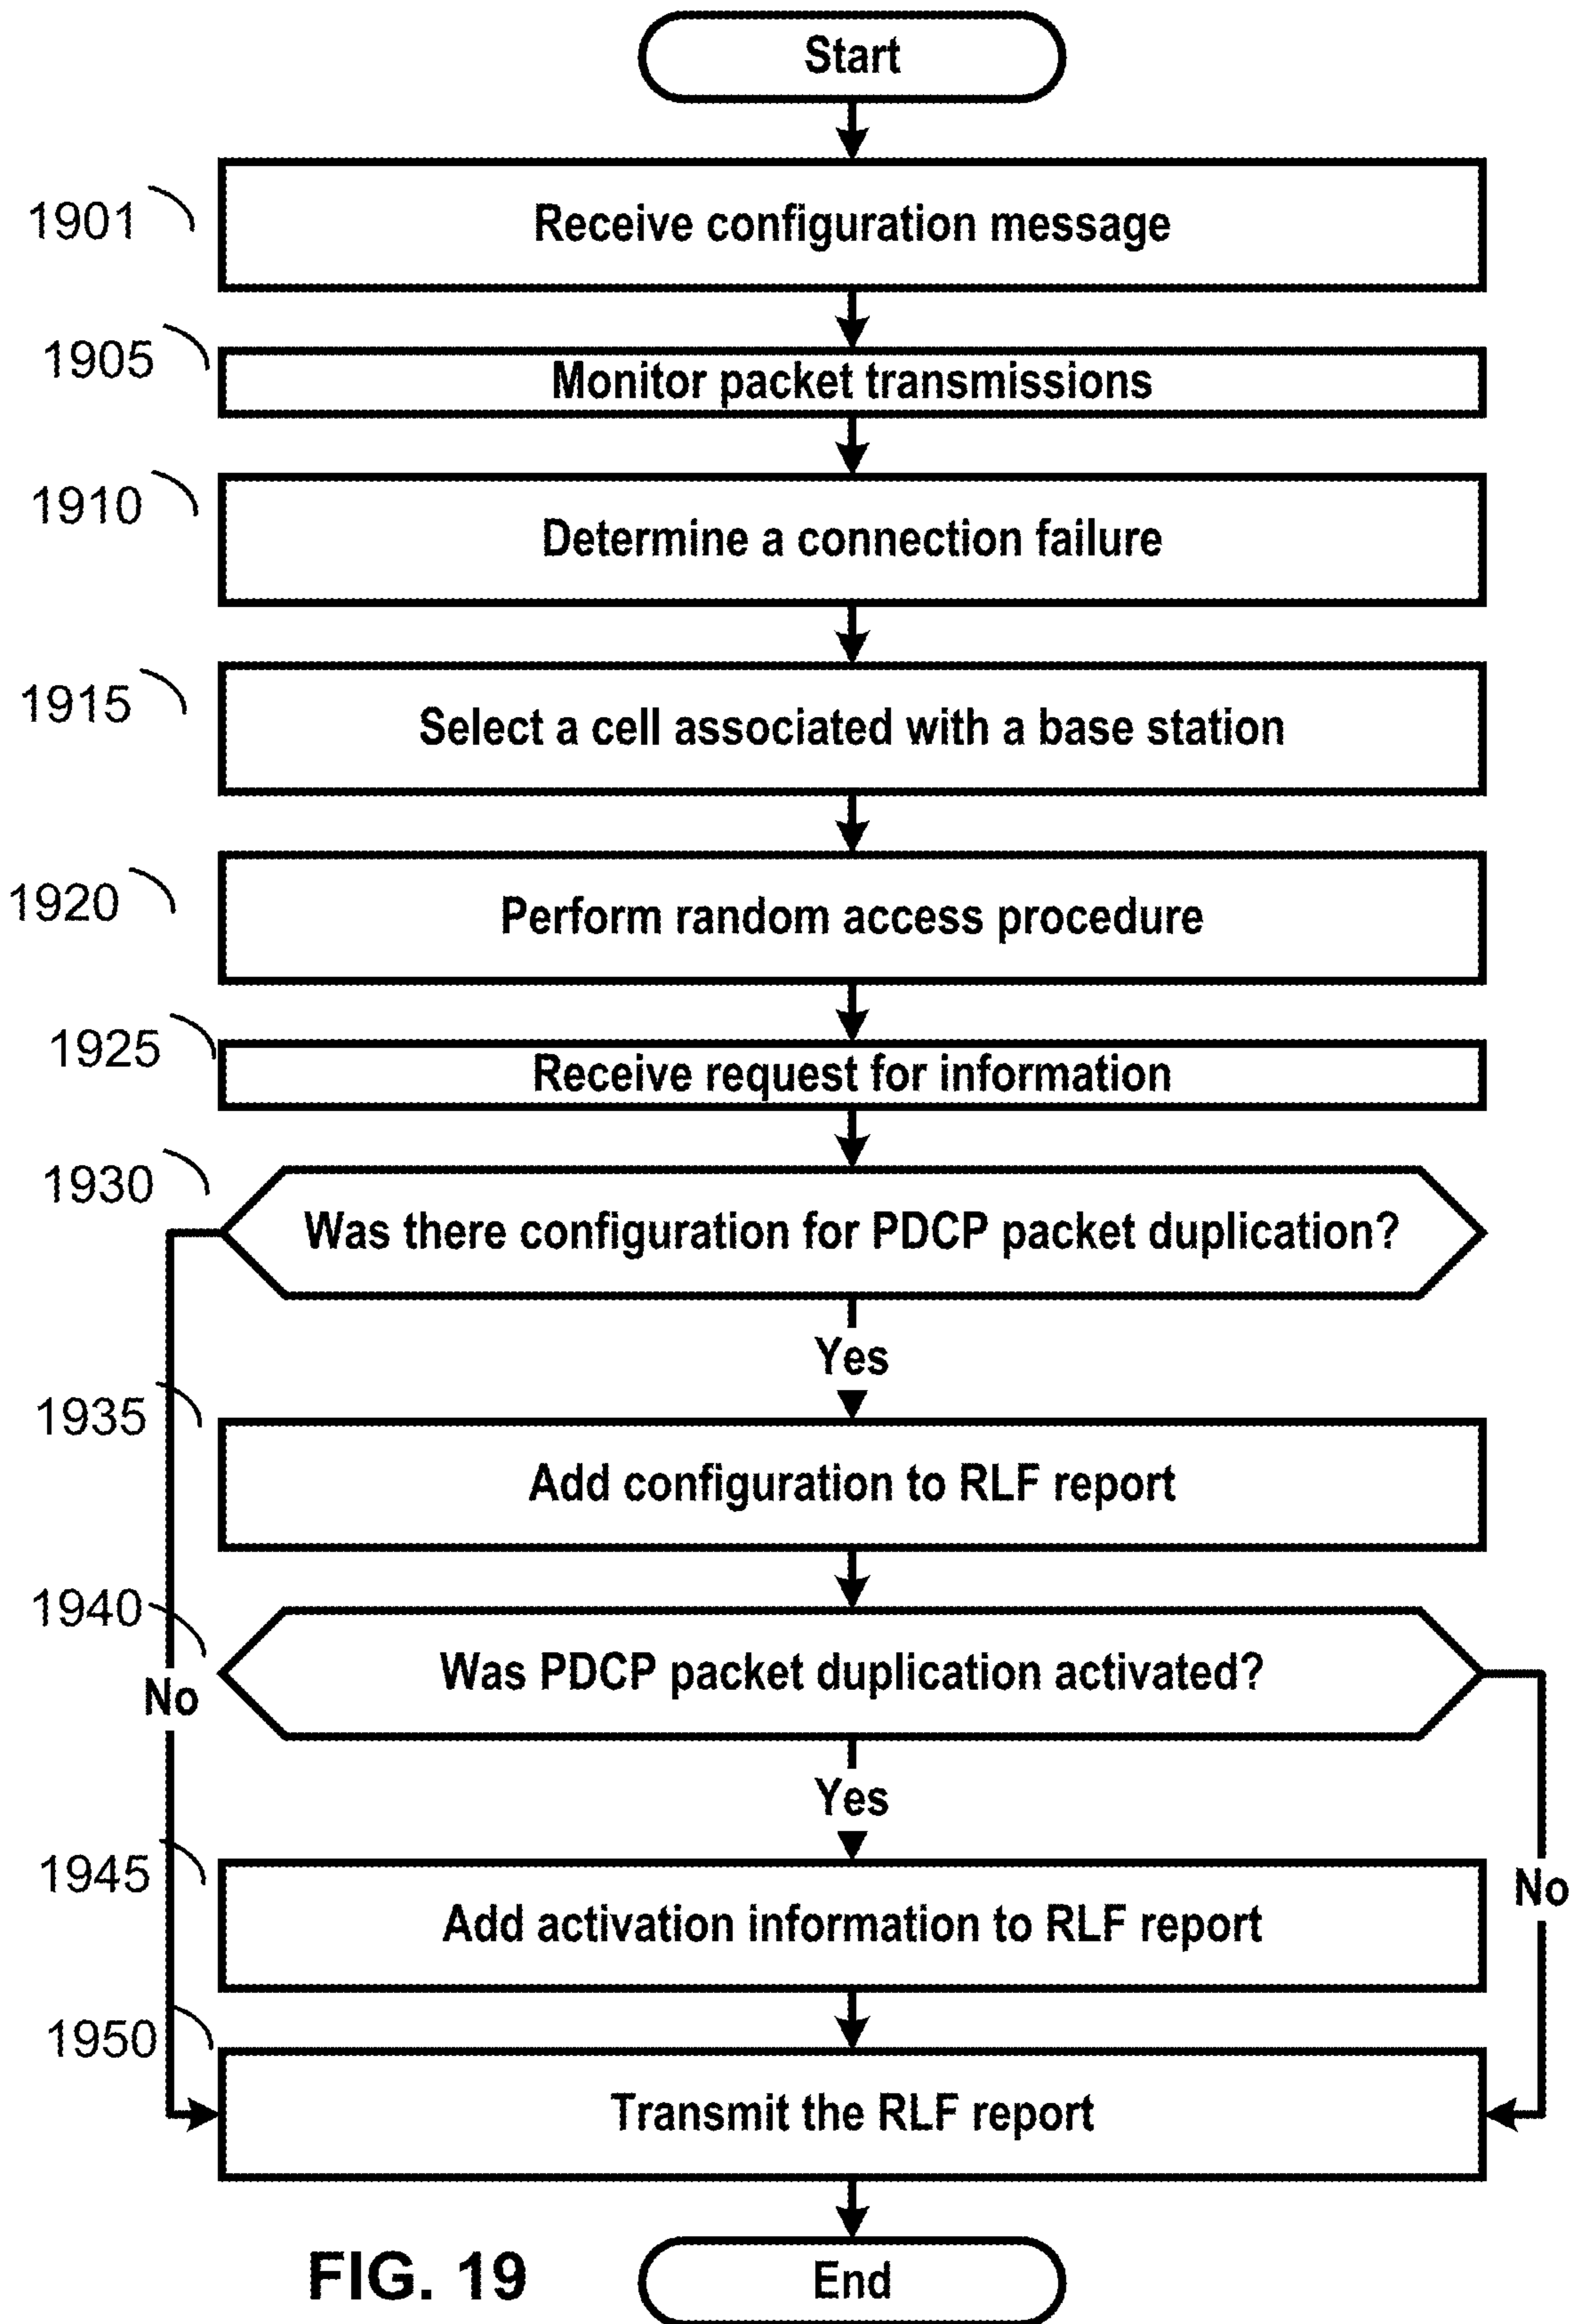 Start
1901
Receive configuration message
1905
Monitor packet transmissions
1910
Determine a connection failure
1915
Select a cell associated with a base station
1920
Perform random access procedure
1925
Receive request for information
1930
Was there configuration for PDCP packet duplication?
Yes
1935
Add configuration to RLF report
1940
Was PDCP packet duplication activated?
No
Yes
1945
Add activation information to RLF report
No
1950
Transmit the RLF report
FIG. 19
End